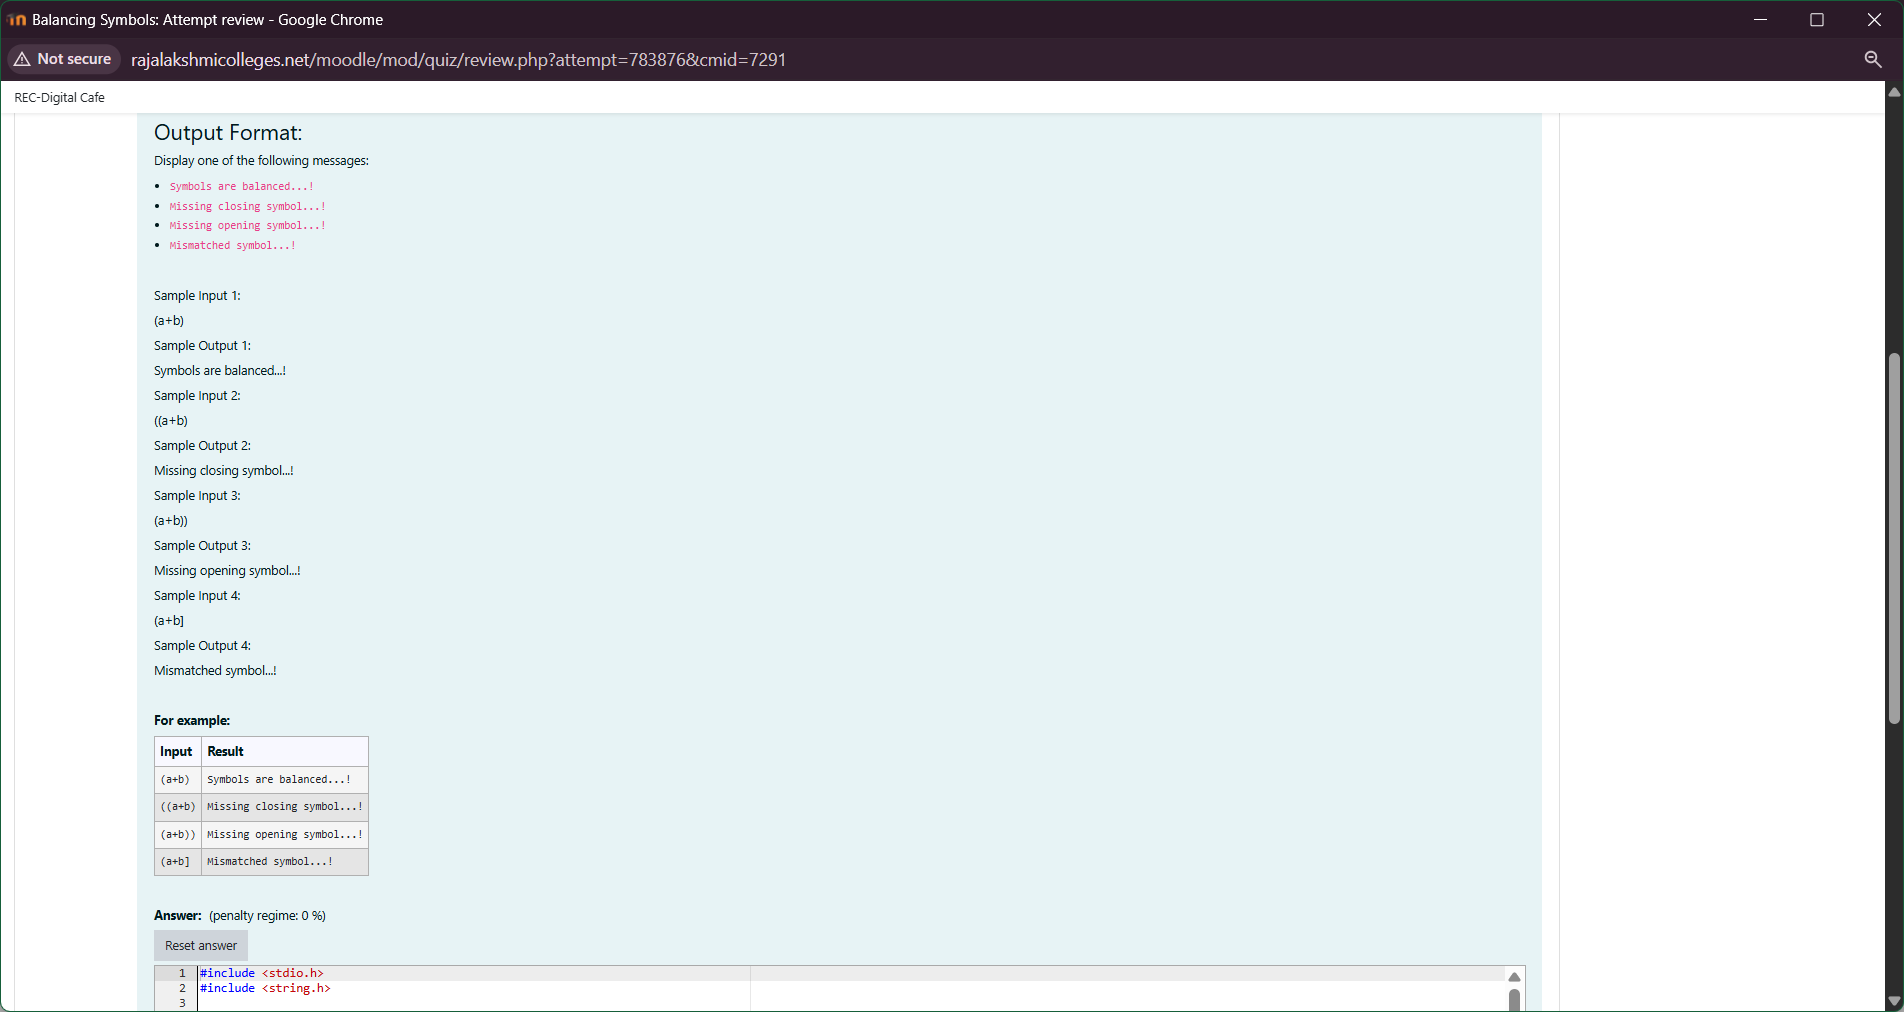 Balancing Symbols: Attempt review - Google Chrome
Not secure rajalakshmicolleges.net/moodle/mod/quiz/review.php?attempt=783876&cmid=7291
REC-Digital Cafe
Output Format:
Display one of the following messages:
Symbols are balanced...!
Missing closing symbol...!
Missing opening symbol...!
Mismatched symbol...!
Sample Input 1:
(a+b)
Sample Output 1:
Symbols are balanced...!
Sample Input 2:
((a+b)
Sample Output 2:
Missing closing symbol...!
Sample Input 3:
(a+b))
Sample Output 3:
Missing opening symbol...!
Sample Input 4:
(a+b]
Sample Output 4:
Mismatched symbol...!
For example:
Input Result
(a+b) Symbols are balanced...!
((a+b) Missing closing symbol...!
(a+b)) Missing opening symbol...!
(a+b] Mismatched symbol...!
Answer: (penalty regime: 0 %)
Reset answer
1 #include <stdio.h>
2 #include <string.h>
3